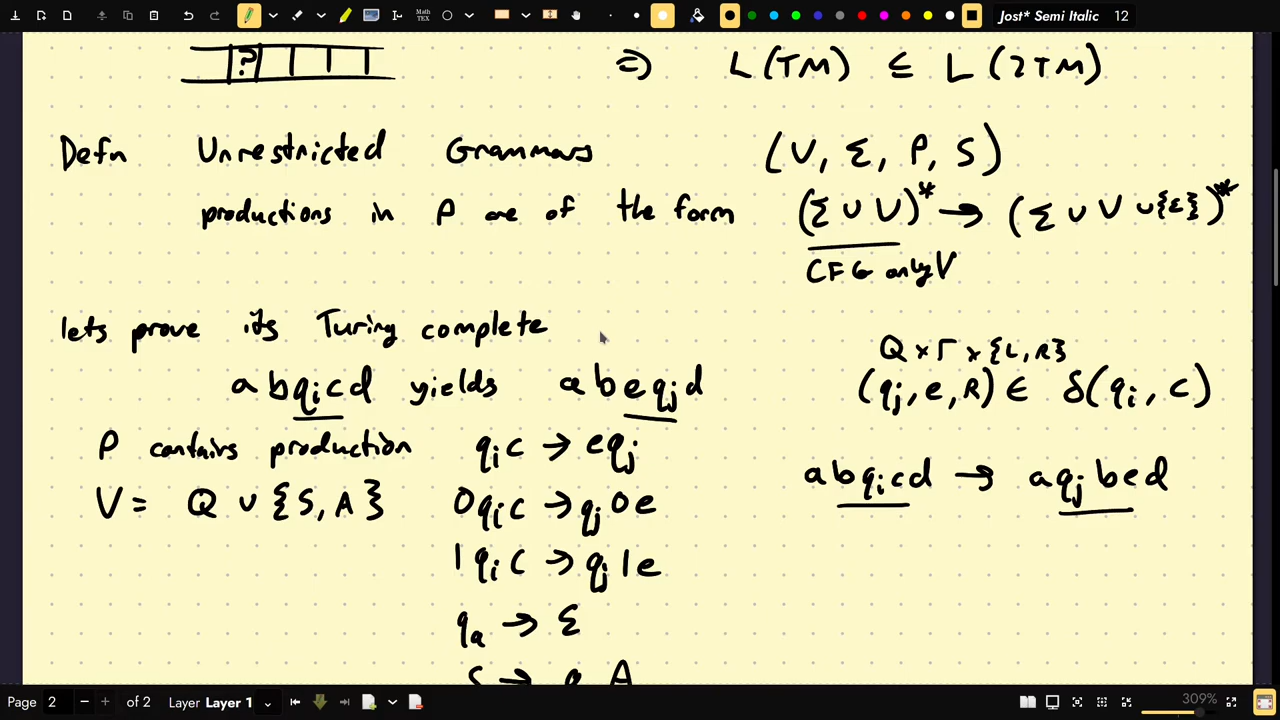 Math TEX
Jost* Semi Italic 12
? ⇒ L(TM) ⊆ L(2TM)
Defn Unrestricted Grammars (V, Σ, P, S)
productions in P are of the form (Σ ∪ V)* → (Σ ∪ V ∪ {ε})*
CFG only V
lets prove its Turing complete
Q × Γ × {L, R}
a b qᵢ c d yields a b e qⱼ d (qⱼ, e, R) ∈ δ(qᵢ, c)
P contains production qᵢ c → e qⱼ
a b qᵢ c d → a qⱼ b e d
V = Q ∪ {S, A} 0 qᵢ c → qⱼ 0 e
1 qᵢ c → qⱼ 1 e
qₐ → Σ
Page 2 of 2 Layer Layer 1 309%